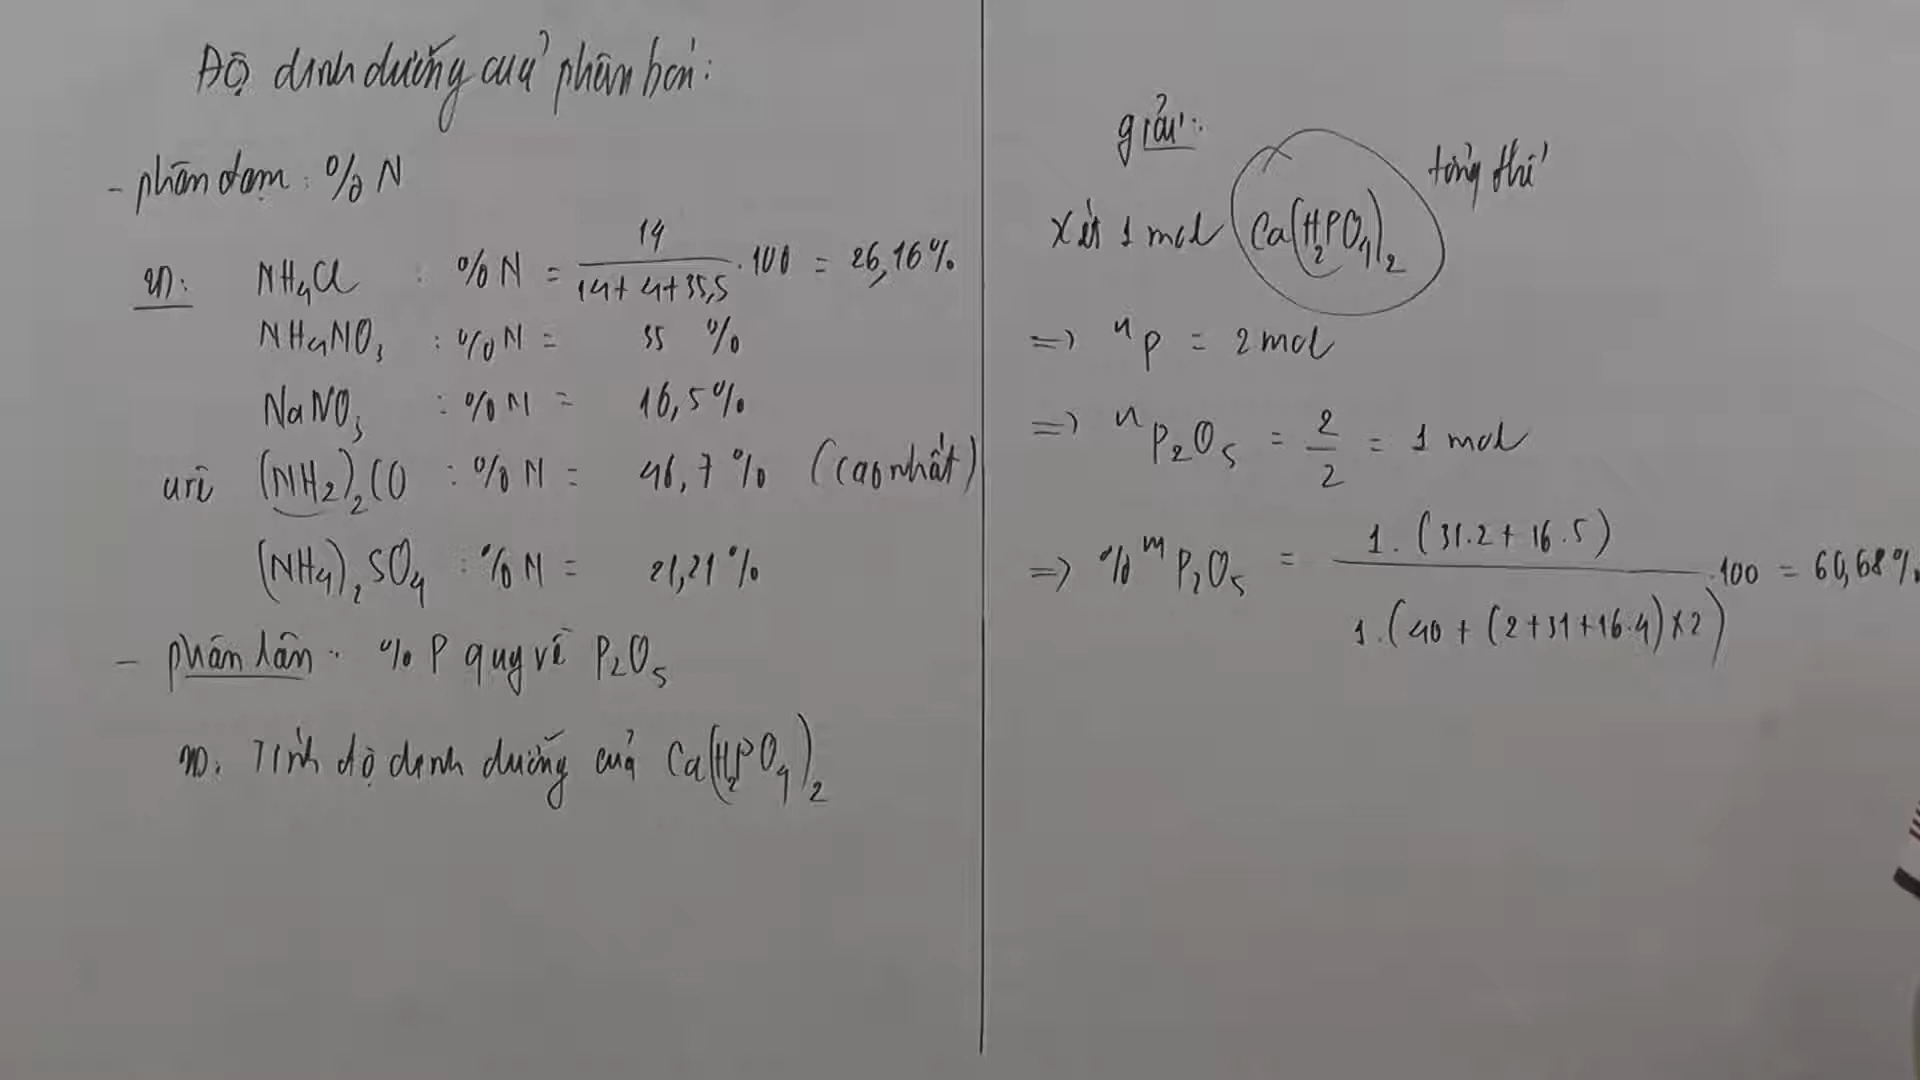 Độ dinh dưỡng của phân bón:
- phân đạm: % N
VD: NH4Cl : % N = 14 / (14 + 4 + 35,5) . 100 = 26,16%
NH4NO3 : % N = 35 %
NaNO3 : % N = 16,5%
urê (NH2)2CO : % N = 46,7 % (cao nhất)
(NH4)2SO4 : % N = 21,21 %
- phân lân: % P quy về P2O5
VD: Tính độ dinh dưỡng của Ca(H2PO4)2
giải:
tổng thể
Xét 1 mol Ca(H2PO4)2
=> nP = 2 mol
=> nP2O5 = 2/2 = 1 mol
=> % mP2O5 = 1.(31.2 + 16.5) / 1.(40 + (2+31+16.4)x2) .100 = 60,68%